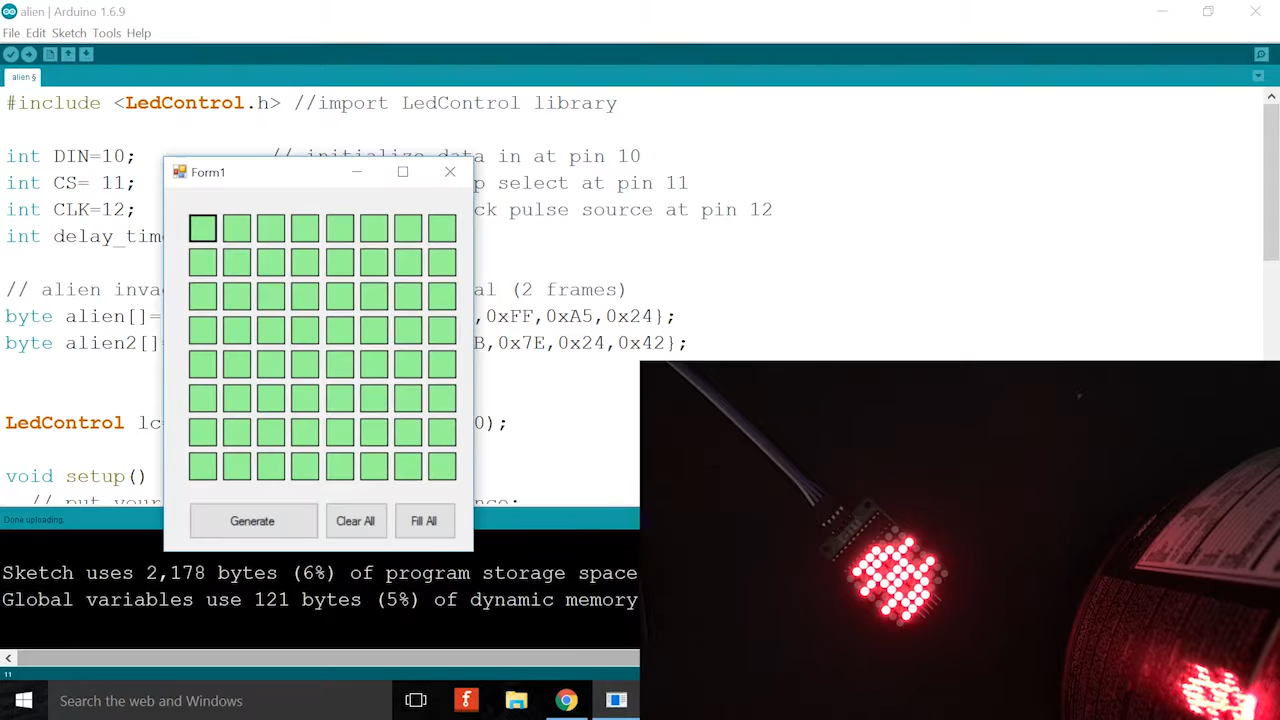 alien | Arduino 1.6.9
File Edit Sketch Tools Help
alien §
#include <LedControl.h> //import LedControl library
int DIN=10; // initialize data in at pin 10
int CS= 11; p select at pin 11
int CLK=12; ck pulse source at pin 12
int delay_tim
// alien inva al (2 frames)
byte alien[]= ,0xFF,0xA5,0x24};
byte alien2[]= B,0x7E,0x24,0x42};
LedControl lc 0);
void setup()
// put your
Form1
Generate Clear All Fill All
Done uploading.
Sketch uses 2,178 bytes (6%) of program storage space
Global variables use 121 bytes (5%) of dynamic memory
11
Search the web and Windows